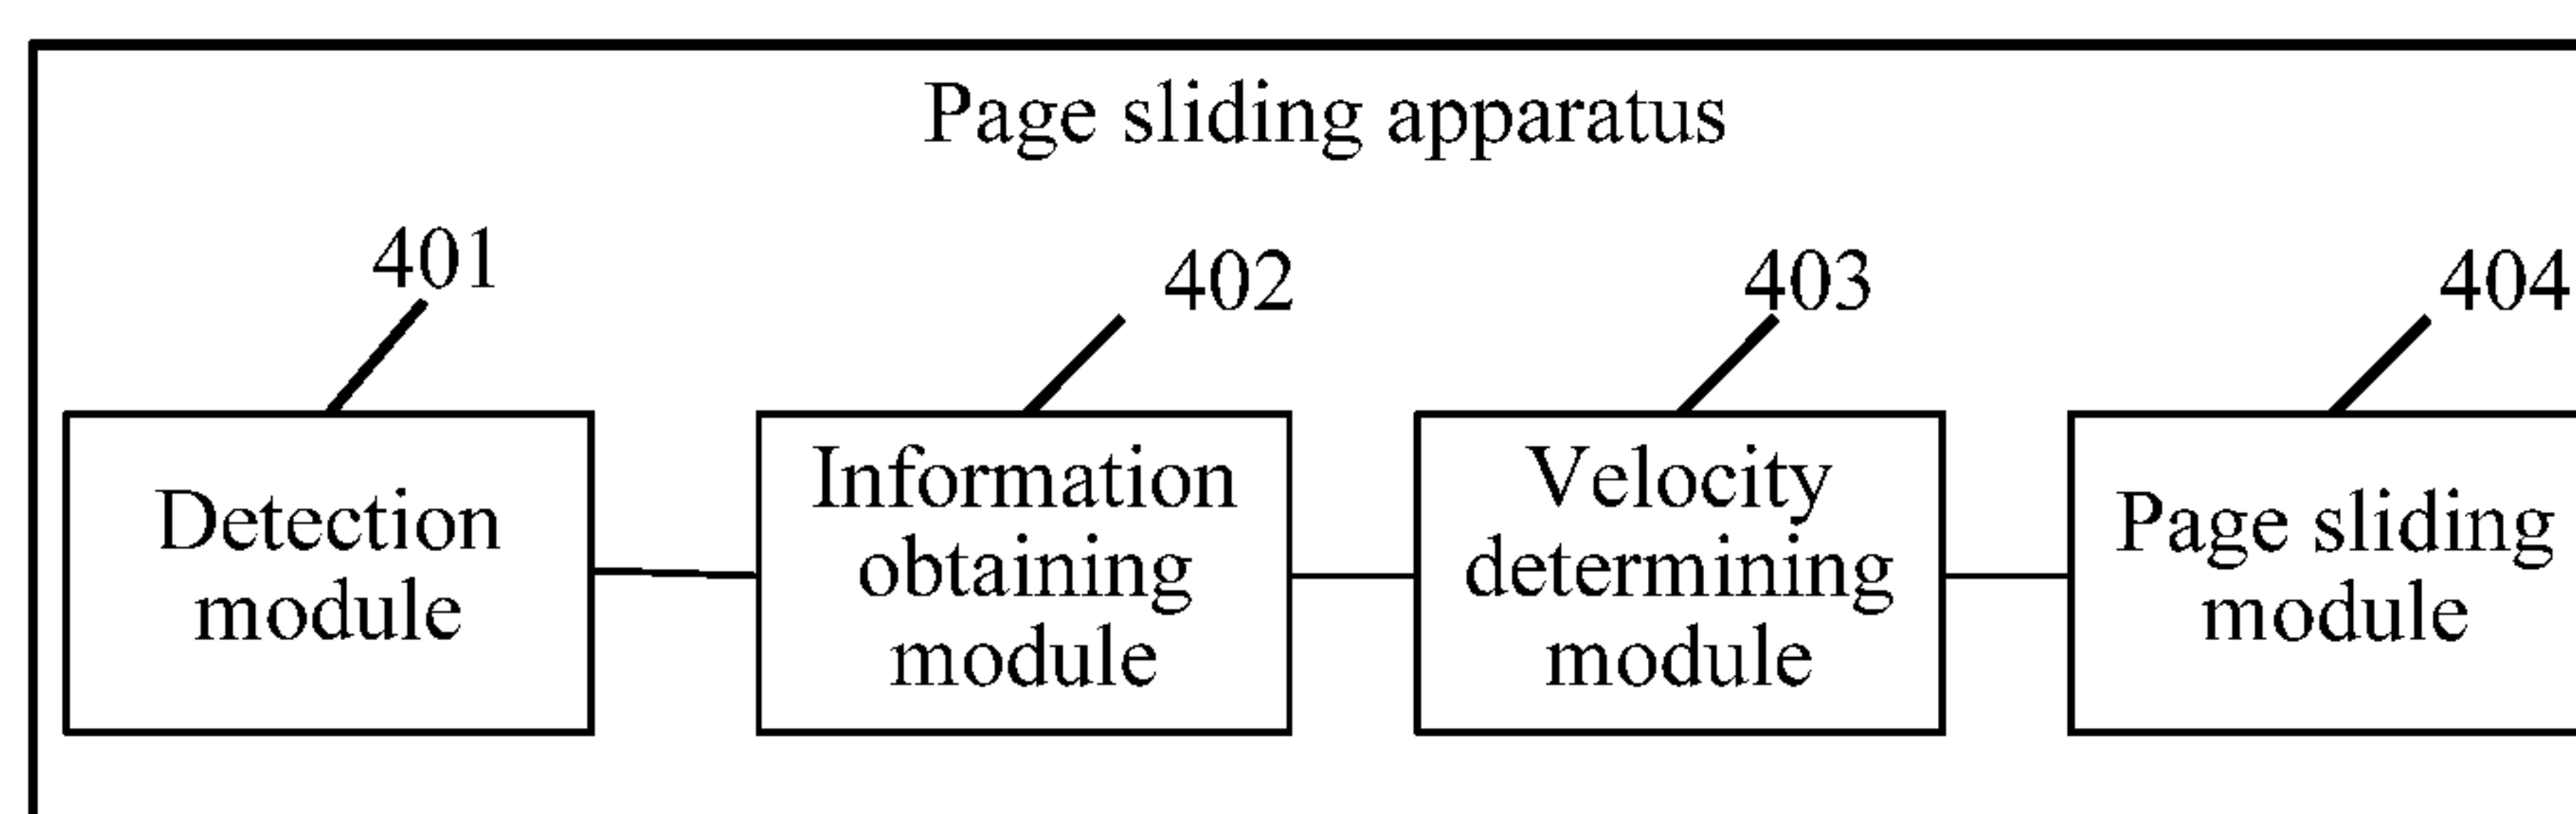 Page sliding apparatus
401
402
403
404
Detection
module
Information
obtaining
module
Velocity
determining
module
Page sliding
module